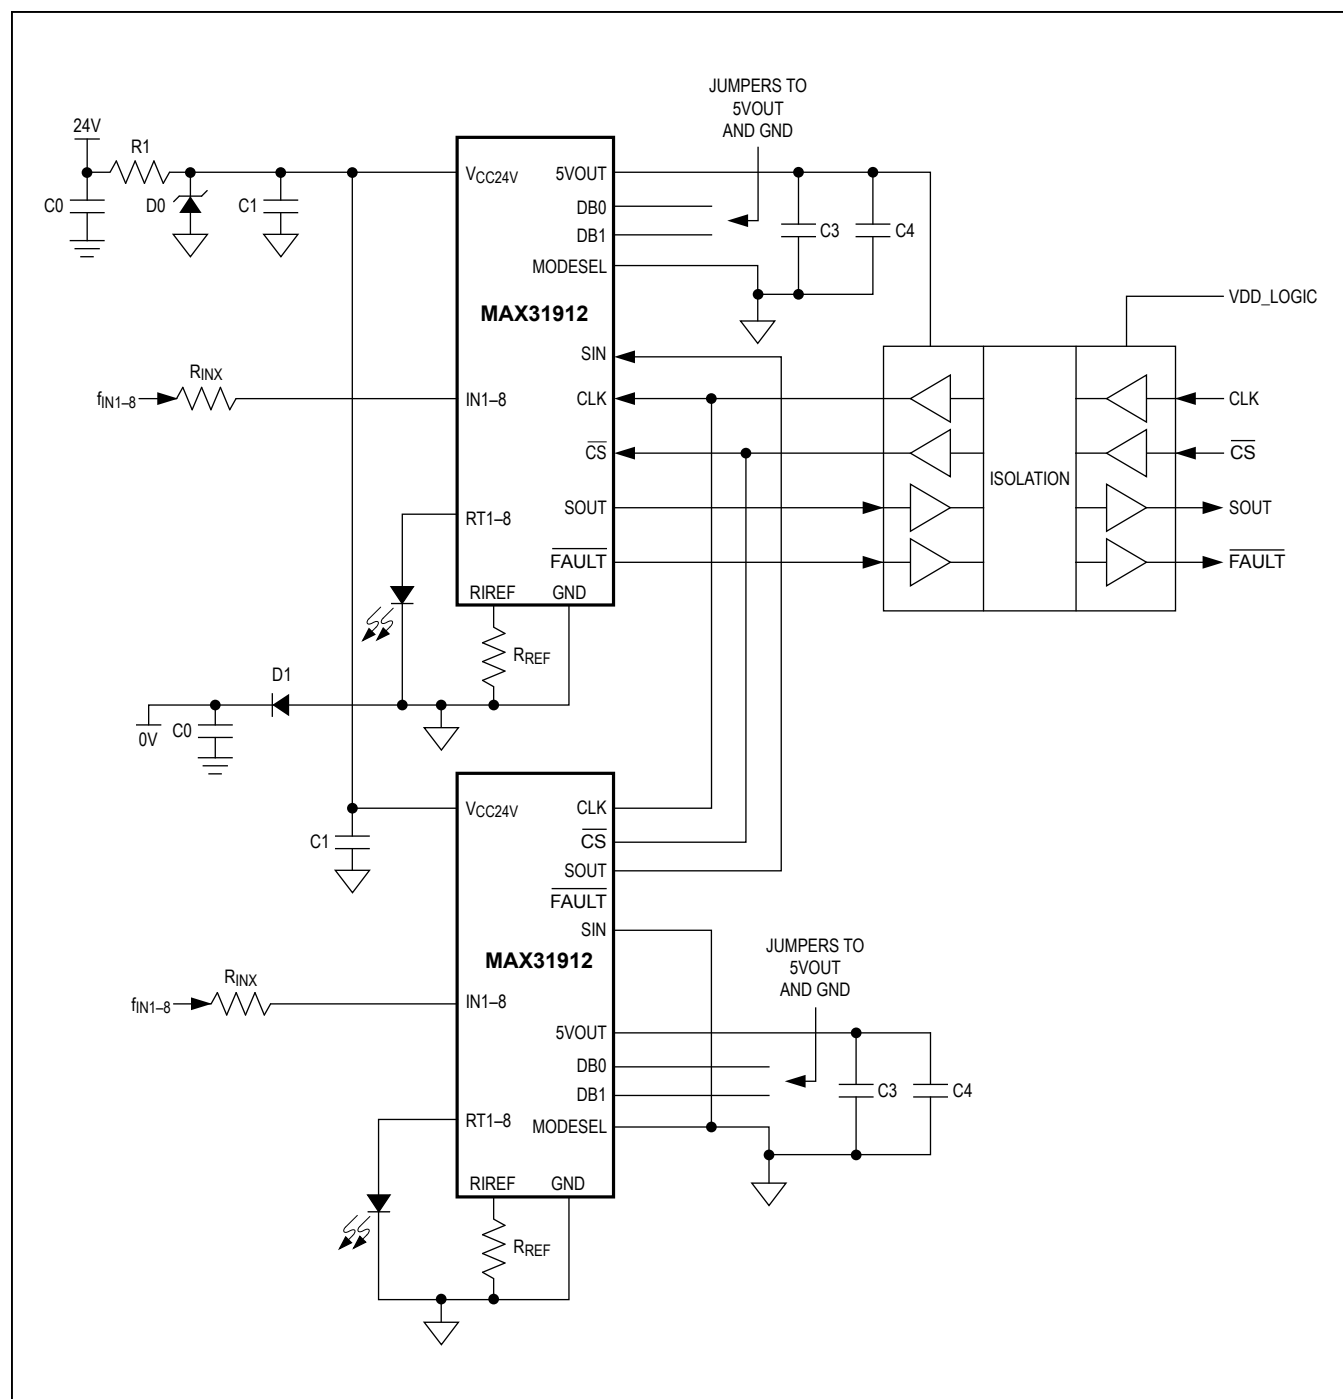 JUMPERS TO
5VOUT
AND GND
24V
R1
C0
D0
C1
VCC24V
5VOUT
DB0
DB1
MODESEL
C3
C4
MAX31912
VDD_LOGIC
SIN
RINX
fIN1–8
IN1–8
CLK
CLK
CS
CS
ISOLATION
RT1–8
SOUT
SOUT
FAULT
FAULT
RIREF
GND
RREF
D1
C0
0V
VCC24V
CLK
CS
C1
SOUT
FAULT
SIN
MAX31912
JUMPERS TO
5VOUT
AND GND
RINX
fIN1–8
IN1–8
5VOUT
DB0
DB1
C3
C4
RT1–8
MODESEL
RIREF
GND
RREF